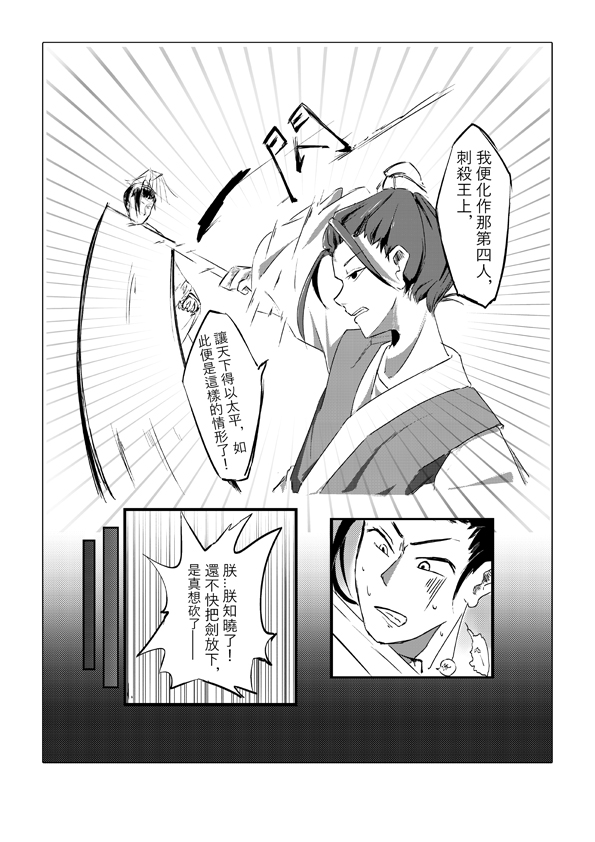 我便化作那第四人，
刺殺王上，
閃
讓天下得以太平，如
此便是這樣的情形了！
朕…朕知曉了！
還不快把劍放下，
是真想砍了——